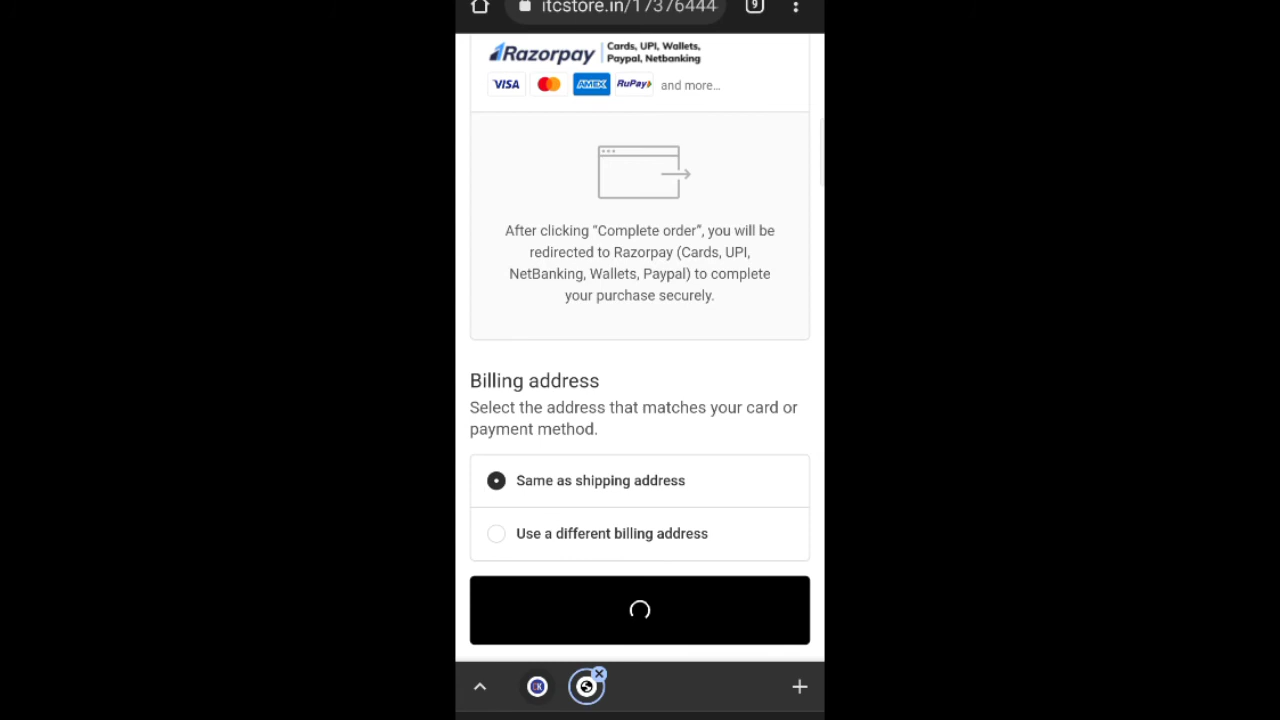 itcstore.in/17376444
9
Razorpay
Cards, UPI, Wallets,
Paypal, Netbanking
VISA
AMEX
RuPay
and more...
After clicking “Complete order”, you will be
redirected to Razorpay (Cards, UPI,
NetBanking, Wallets, Paypal) to complete
your purchase securely.
Billing address
Select the address that matches your card or
payment method.
Same as shipping address
Use a different billing address